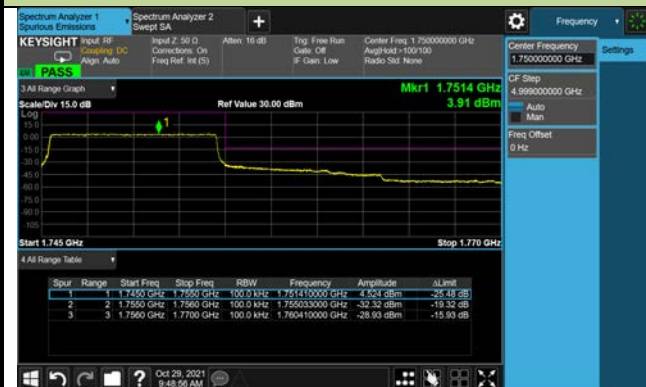 Spectrum Analyzer 1
Spurious Emissions
Spectrum Analyzer 2
Swept SA
+
Frequency
KEYSIGHT
Input: RF
Coupling: DC
Align: Auto
Input Z: 50 Ω
Corrections: On
Freq Ref: Int (S)
Atten: 16 dB
Trig: Free Run
Gate: Off
IF Gain: Low
Center Freq: 1.750000000 GHz
Avg|Hold:>100/100
Radio Std: None
PASS
Center Frequency
1.750000000 GHz
Settings
CF Step
4.999000000 GHz
Auto
Man
Freq Offset
0 Hz
3 All Range Graph
Mkr1 1.7514 GHz
3.91 dBm
Scale/Div 15.0 dB
Ref Value 30.00 dBm
Log
15.0
0.00
-15.0
-30.0
-45.0
-60.0
-75.0
-90.0
-105
1
Start 1.745 GHz
Stop 1.770 GHz
4 All Range Table
Spur Range Start Freq Stop Freq RBW Frequency Amplitude ΔLimit
1 1 1.7450 GHz 1.7550 GHz 100.0 kHz 1.751410000 GHz 4.524 dBm -25.48 dB
2 2 1.7550 GHz 1.7560 GHz 100.0 kHz 1.755033000 GHz -32.32 dBm -19.32 dB
3 3 1.7560 GHz 1.7700 GHz 100.0 kHz 1.760410000 GHz -28.93 dBm -15.93 dB
?
Oct 29, 2021
9:48:56 AM